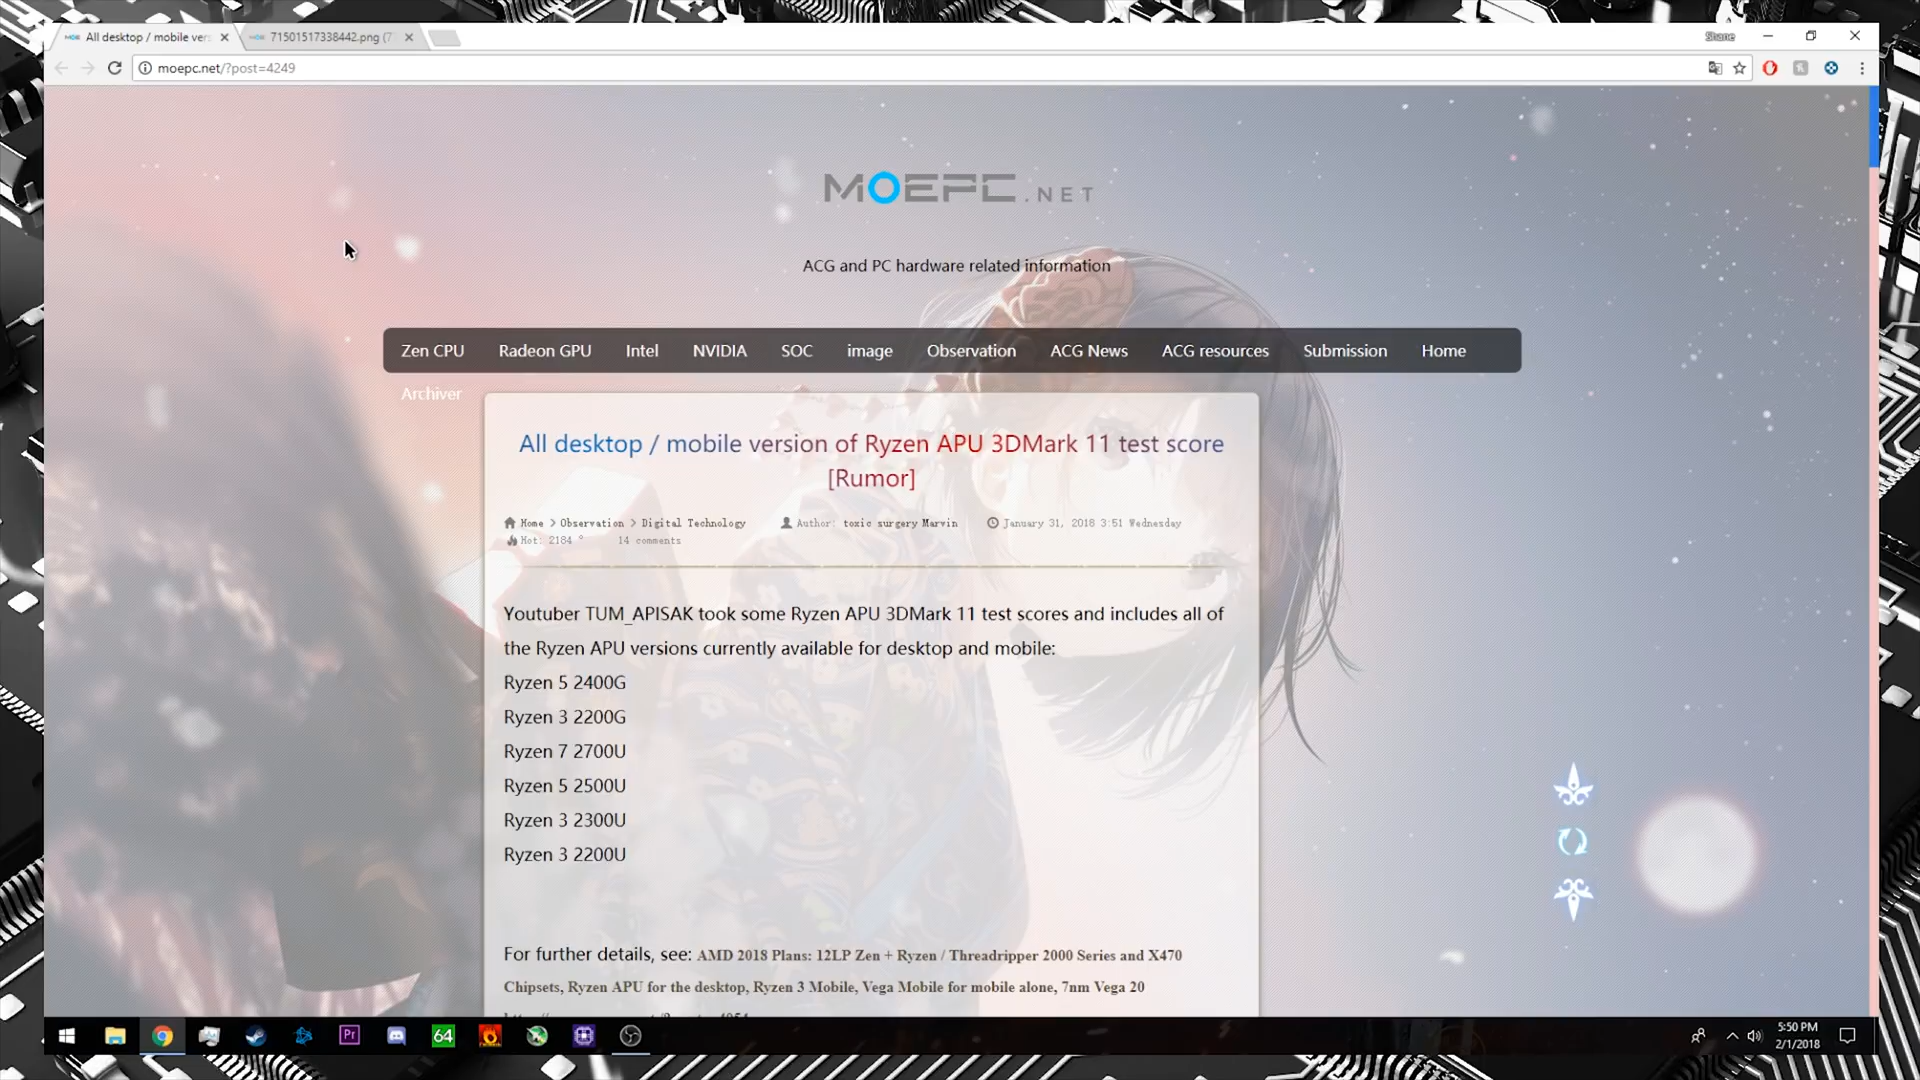 All desktop / mobile ver
71501517338442.png (7
Shane
moepc.net/?post=4249
MOEPC.NET
ACG and PC hardware related information
Zen CPU Radeon GPU Intel NVIDIA SOC image Observation ACG News ACG resources Submission Home
Archiver
All desktop / mobile version of Ryzen APU 3DMark 11 test score
[Rumor]
Home > Observation > Digital Technology Author: toxic surgery Marvin January 31, 2018 3:51 Wednesday
Hot: 2184 ° 14 comments
Youtuber TUM_APISAK took some Ryzen APU 3DMark 11 test scores and includes all of
the Ryzen APU versions currently available for desktop and mobile:
Ryzen 5 2400G
Ryzen 3 2200G
Ryzen 7 2700U
Ryzen 5 2500U
Ryzen 3 2300U
Ryzen 3 2200U
For further details, see: AMD 2018 Plans: 12LP Zen + Ryzen / Threadripper 2000 Series and X470
Chipsets, Ryzen APU for the desktop, Ryzen 3 Mobile, Vega Mobile for mobile alone, 7nm Vega 20
Pr
64
5:50 PM
2/1/2018